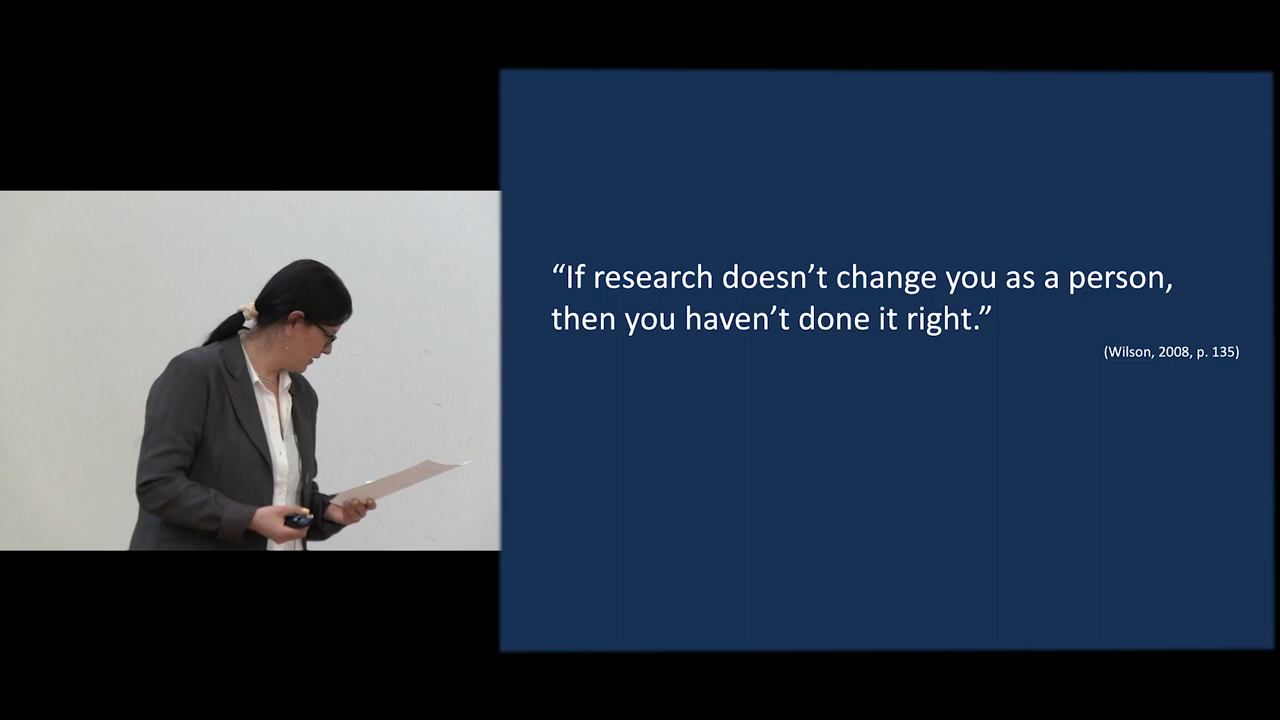 “If research doesn’t change you as a person,
then you haven’t done it right.”
(Wilson, 2008, p. 135)